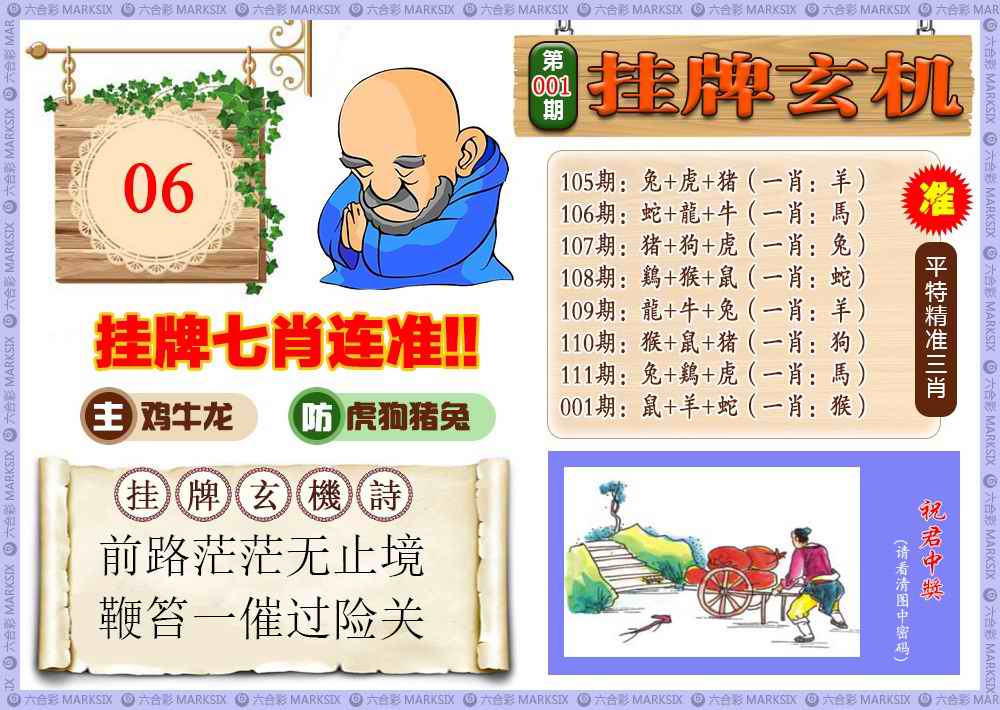 六合彩 MARKSIX
06
第
001
期
挂牌玄机
105期：兔+虎+猪（一肖：羊）
106期：蛇+龍+牛（一肖：馬）
107期：猪+狗+虎（一肖：兔）
108期：鷄+猴+鼠（一肖：蛇）
109期：龍+牛+兔（一肖：羊）
110期：猴+鼠+猪（一肖：狗）
111期：兔+鷄+虎（一肖：馬）
001期：鼠+羊+蛇（一肖：猴）
准
平特精准三肖
挂牌七肖连准!!
主 鸡牛龙
防 虎狗猪兔
挂牌玄機詩
前路茫茫无止境
鞭笞一催过险关
祝君中獎
（请看清图中密码）